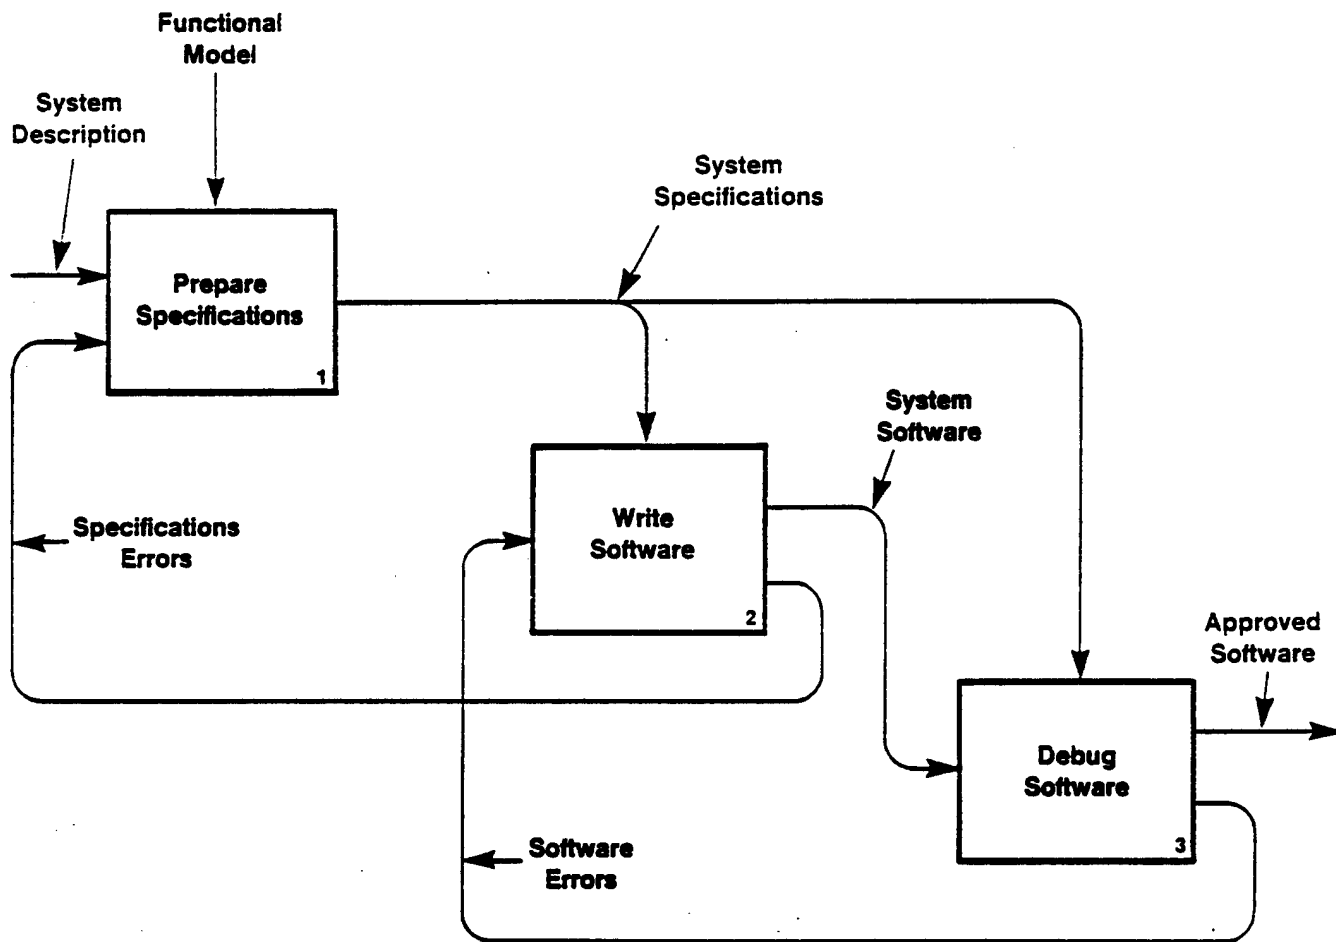 Functional
Model
System
Description
System
Specifications
Prepare
Specifications
1
System
Software
Write
Software
2
Specifications
Errors
Approved
Software
Debug
Software
3
Software
Errors